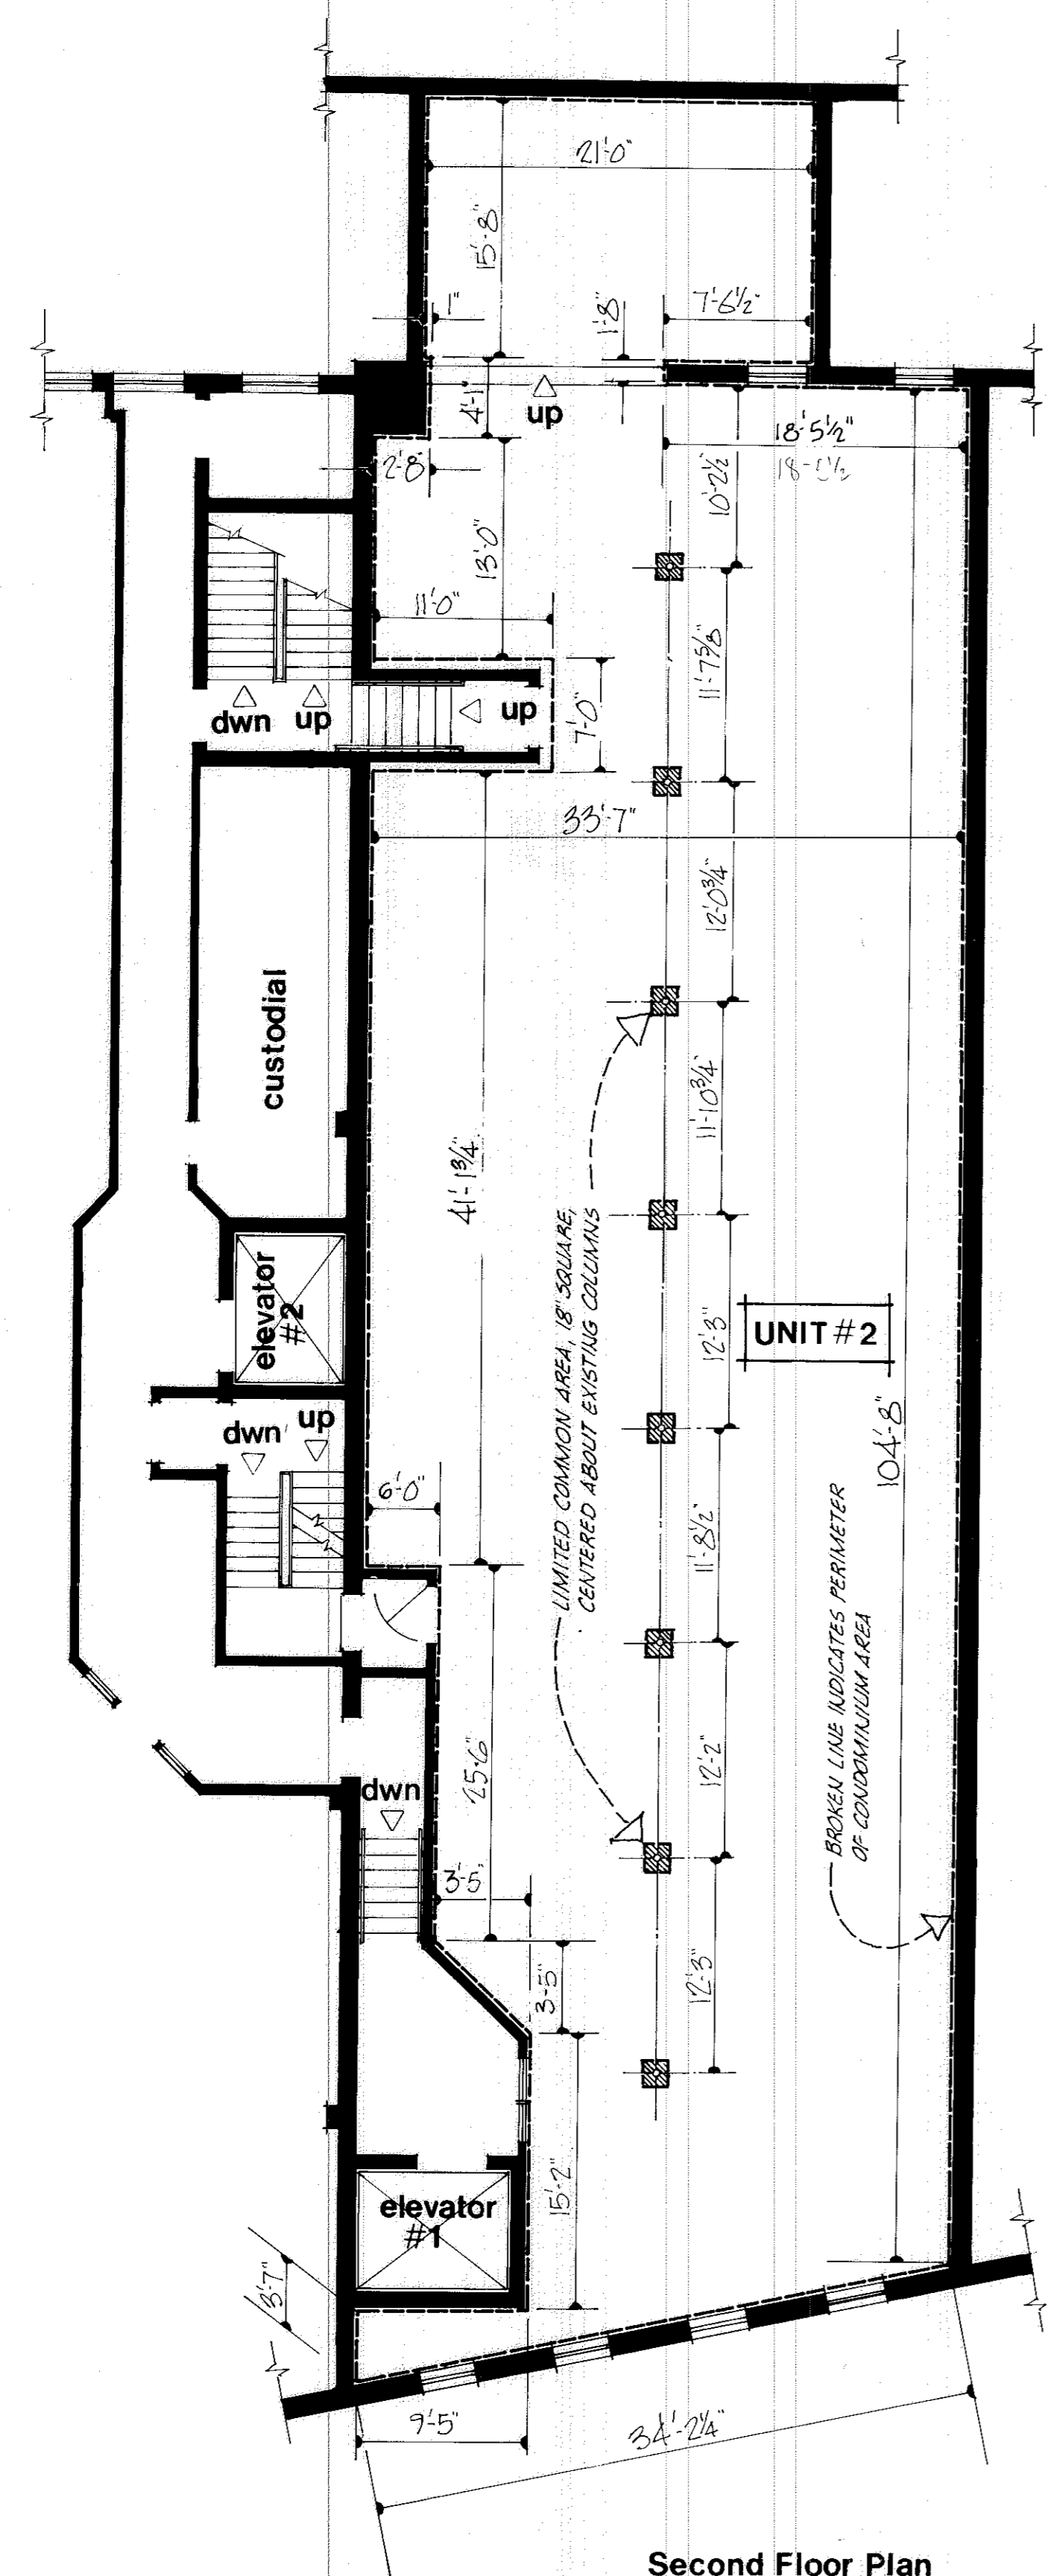 21'-0"
15'-8"
1"
1'-8"
7'-6½"
4'-1"
up
18'-5½"
2'-8"
10'-2½"
13'-0"
11'-0"
11'-7⅝"
dwn
up
up
7'-0"
33'-7"
12'-0¾"
custodial
11'-10¾"
41'-1¾"
LIMITED COMMON AREA, 18" SQUARE,
CENTERED ABOUT EXISTING COLUMNS
elevator
#2
12'-3"
UNIT #2
dwn
up
104'-8"
6'-0"
11'-8½"
BROKEN LINE INDICATES PERIMETER
OF CONDOMINIUM AREA
25'-6"
12'-2"
dwn
3'-5"
3'-5"
12'-3"
elevator
#1
15'-2"
3'-7"
9'-5"
34'-2¼"
Second Floor Plan